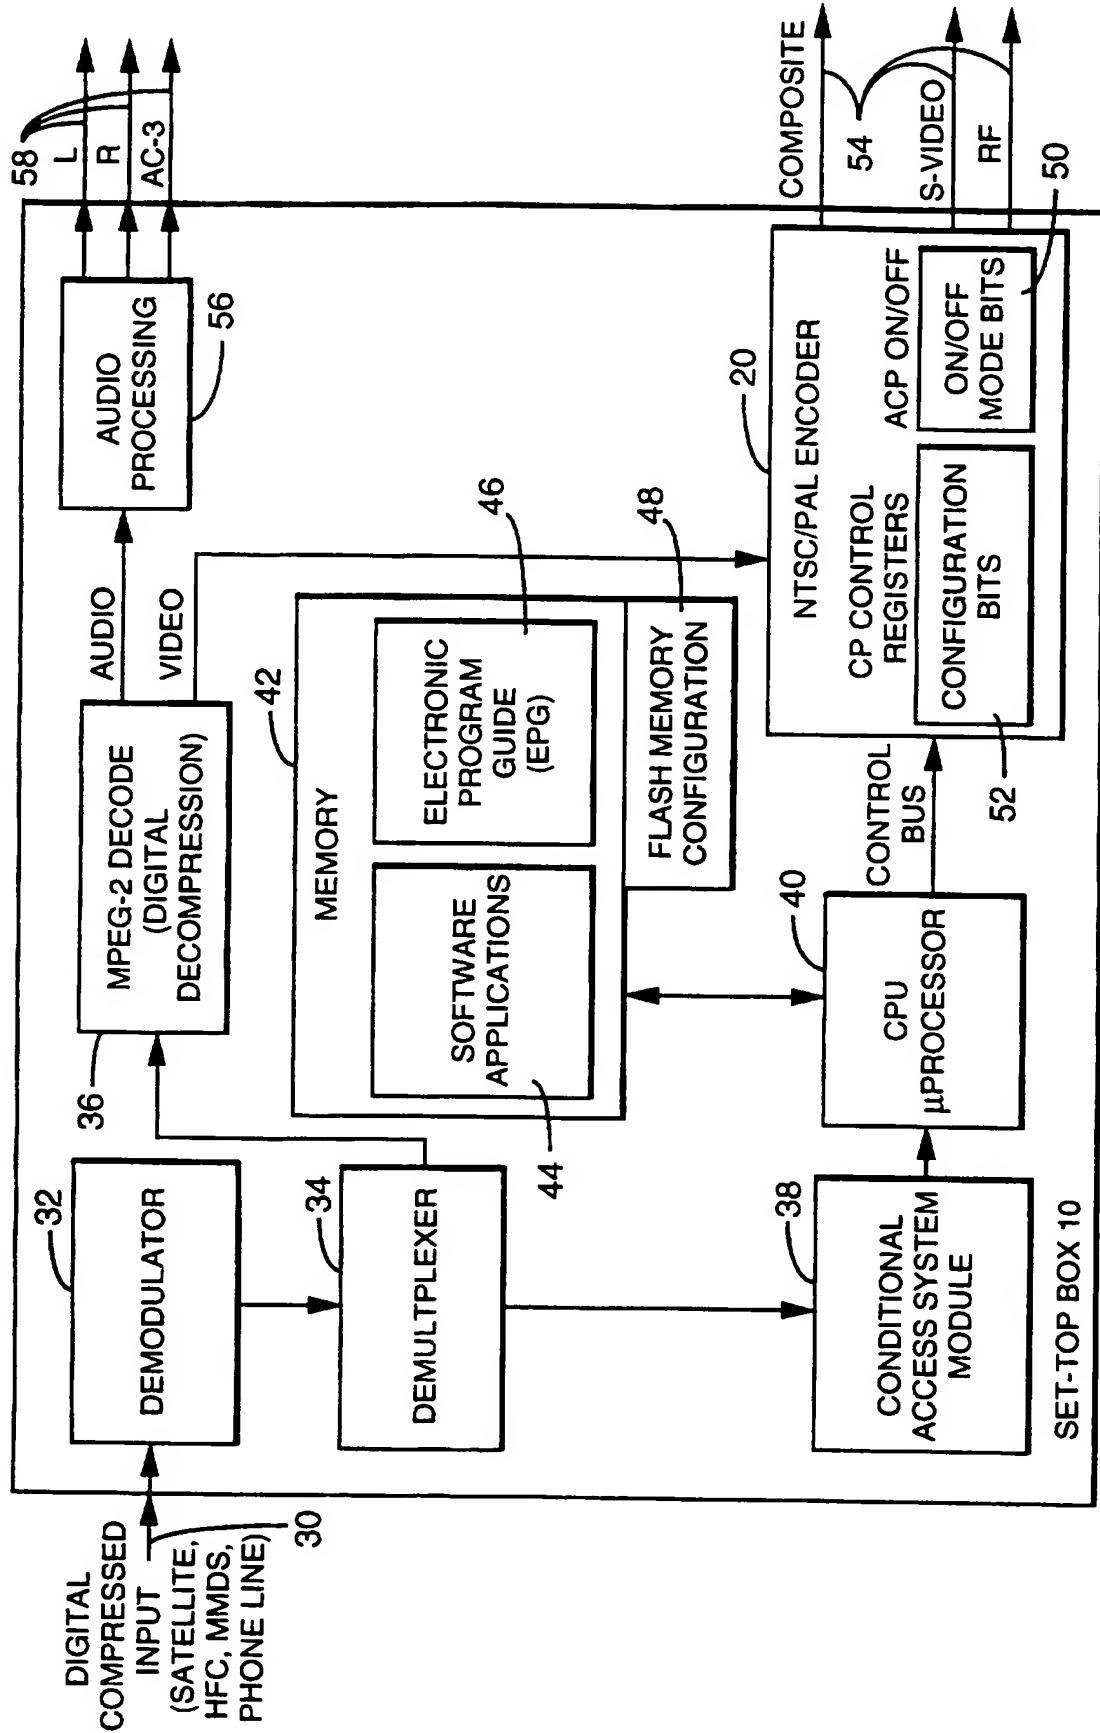 DIGITAL
COMPRESSED
INPUT
(SATELLITE,
HFC, MMDS,
PHONE LINE)
30
32
DEMODULATOR
34
DEMULTPLEXER
36
MPEG-2 DECODE
(DIGITAL
DECOMPRESSION)
AUDIO
VIDEO
AUDIO
PROCESSING
56
58
L
R
AC-3
42
MEMORY
SOFTWARE
APPLICATIONS
44
ELECTRONIC
PROGRAM
GUIDE
(EPG)
46
FLASH MEMORY
CONFIGURATION
48
38
CONDITIONAL
ACCESS SYSTEM
MODULE
40
CPU
µPROCESSOR
CONTROL
BUS
20
NTSC/PAL ENCODER
CP CONTROL
REGISTERS
ACP ON/OFF
CONFIGURATION
BITS
52
ON/OFF
MODE BITS
50
COMPOSITE
54
S-VIDEO
RF
SET-TOP BOX 10